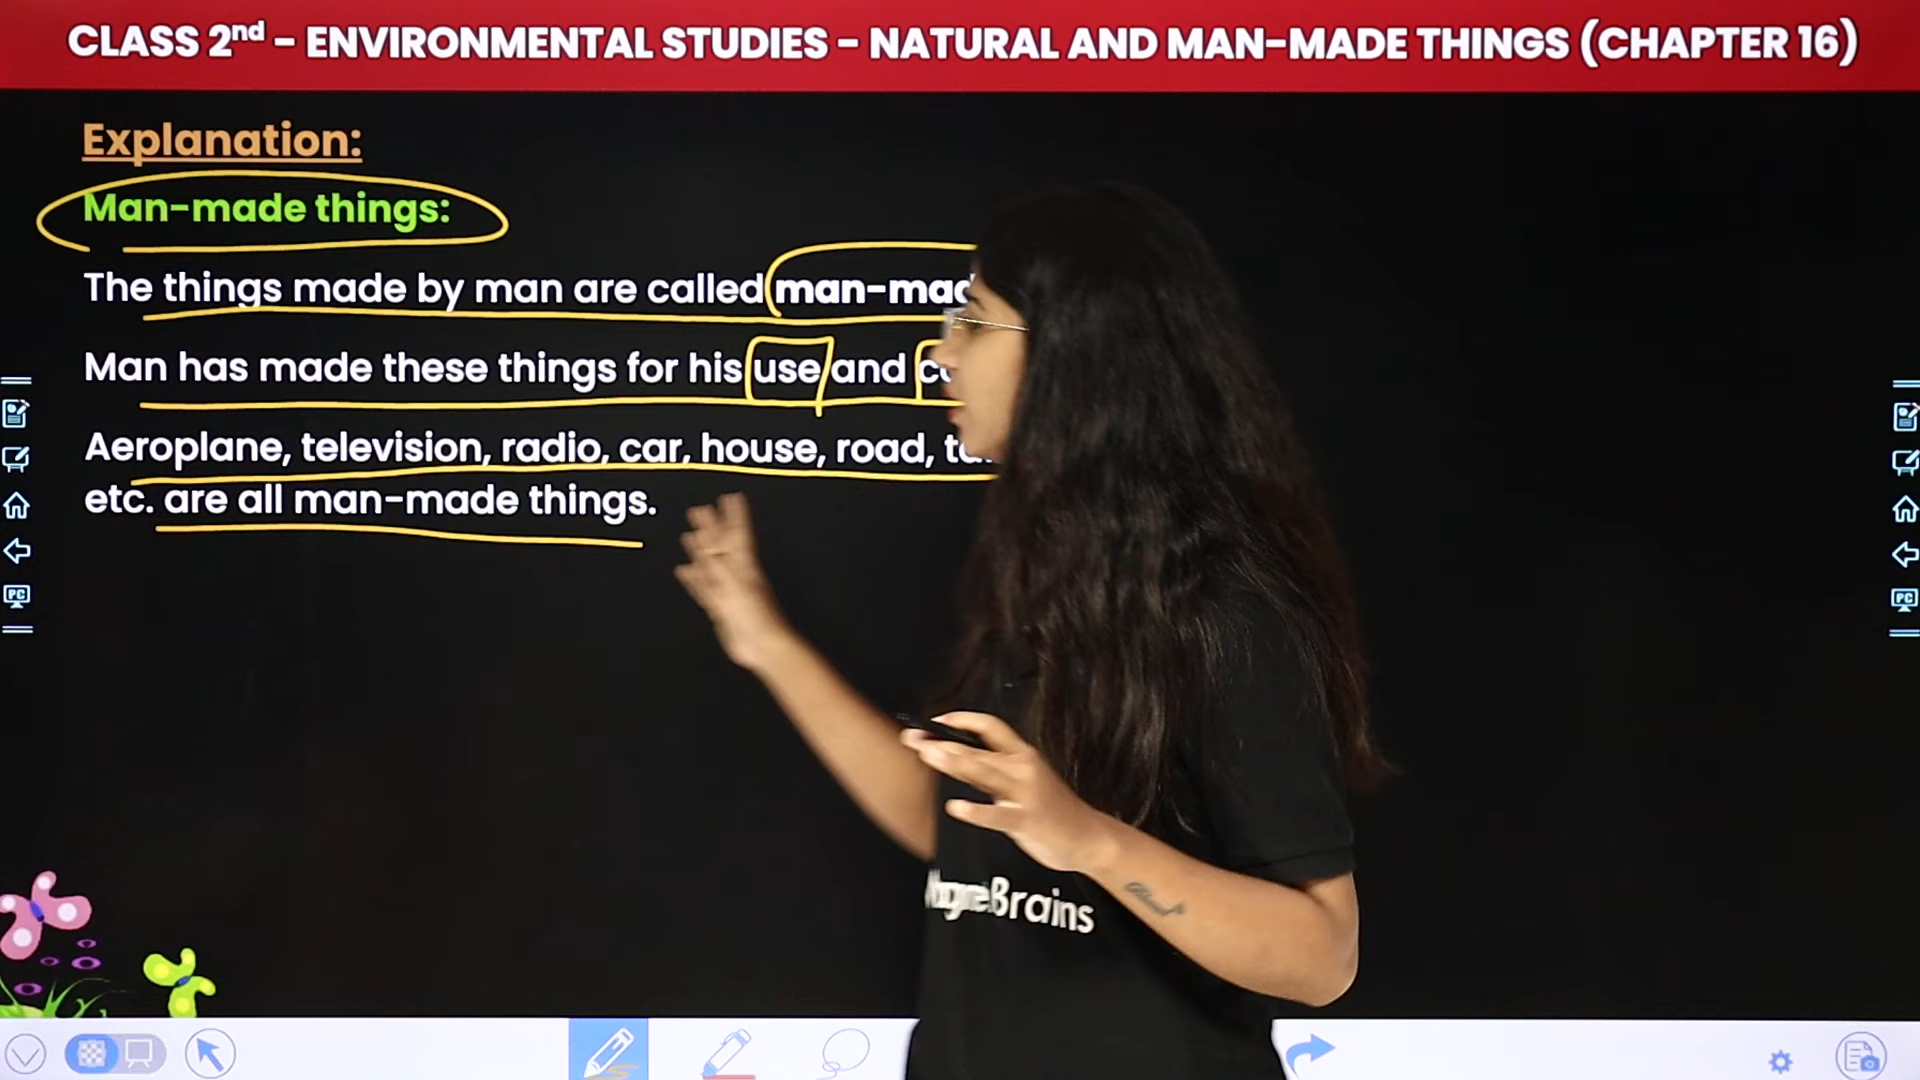 CLASS 2nd – ENVIRONMENTAL STUDIES – NATURAL AND MAN-MADE THINGS (CHAPTER 16)
Explanation:
Man-made things:
The things made by man are called
Man has made these things for his use and
Aeroplane, television, radio, car, house, road,
etc. are all man-made things.
PC
PC
Brains